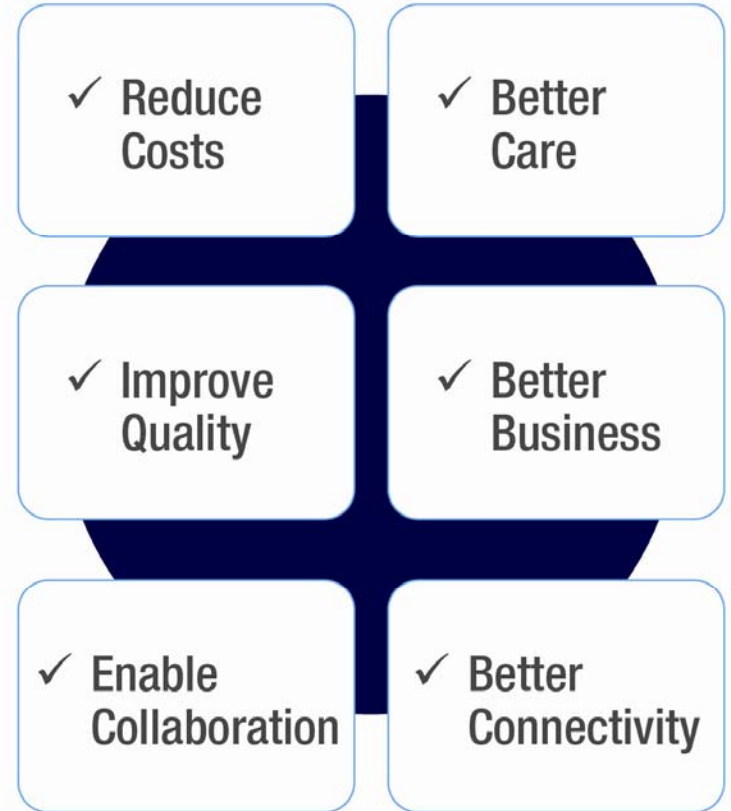 ✓ Reduce
Costs
✓ Better
Care
✓ Improve
Quality
✓ Better
Business
✓ Enable
Collaboration
✓ Better
Connectivity